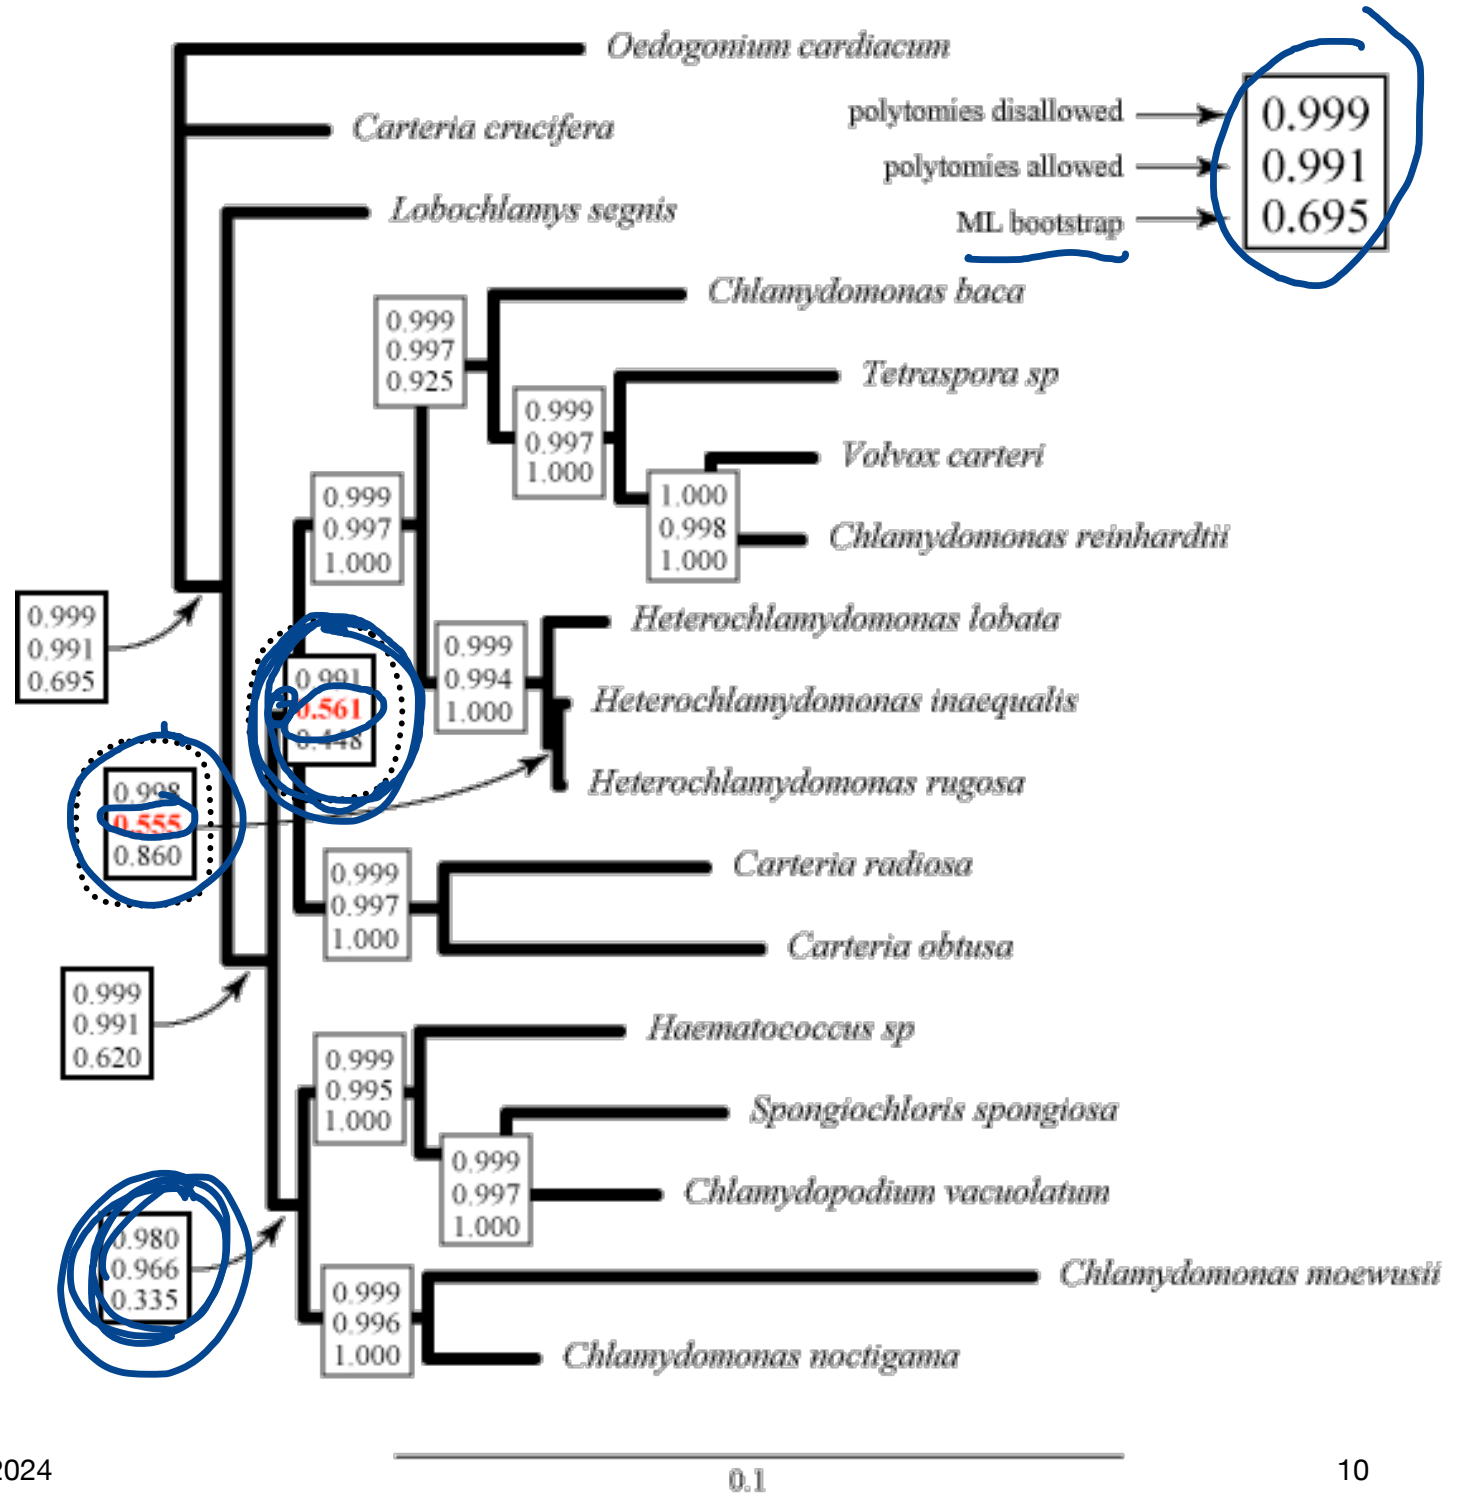 Oedogonium cardiacum
polytomies disallowed
0.999
Carteria crucifera
polytomies allowed
0.991
Lobochlamys segnis
ML bootstrap
0.695
Chlamydomonas baca
0.999
0.997
0.925
Tetraspora sp
0.999
0.997
1.000
Volvox carteri
1.000
0.998
1.000
Chlamydomonas reinhardtii
0.999
0.997
1.000
0.999
0.991
0.695
Heterochlamydomonas lobata
0.999
0.994
1.000
0.991
0.561
0.448
Heterochlamydomonas inaequalis
Heterochlamydomonas rugosa
0.998
0.555
0.860
Carteria radiosa
0.999
0.997
1.000
Carteria obtusa
0.999
0.991
0.620
Haematococcus sp
0.999
0.995
1.000
Spongiochloris spongiosa
0.999
0.997
1.000
Chlamydopodium vacuolatum
0.980
0.966
0.335
Chlamydomonas moewusii
0.999
0.996
1.000
Chlamydomonas noctigama
0.1
2024
10